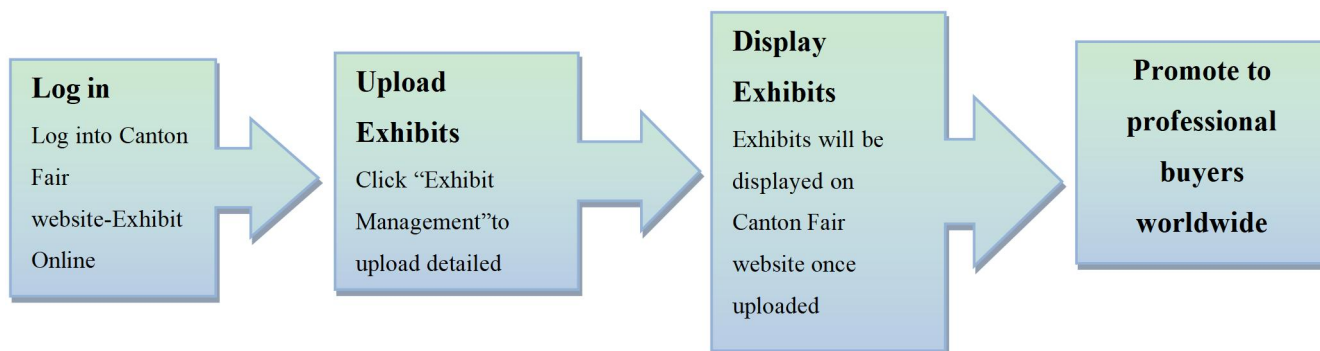 Log in
Log into Canton
Fair
website-Exhibit
Online
Upload
Exhibits
Click “Exhibit
Management”to
upload detailed
Display
Exhibits
Exhibits will be
displayed on
Canton Fair
website once
uploaded
Promote to
professional
buyers
worldwide